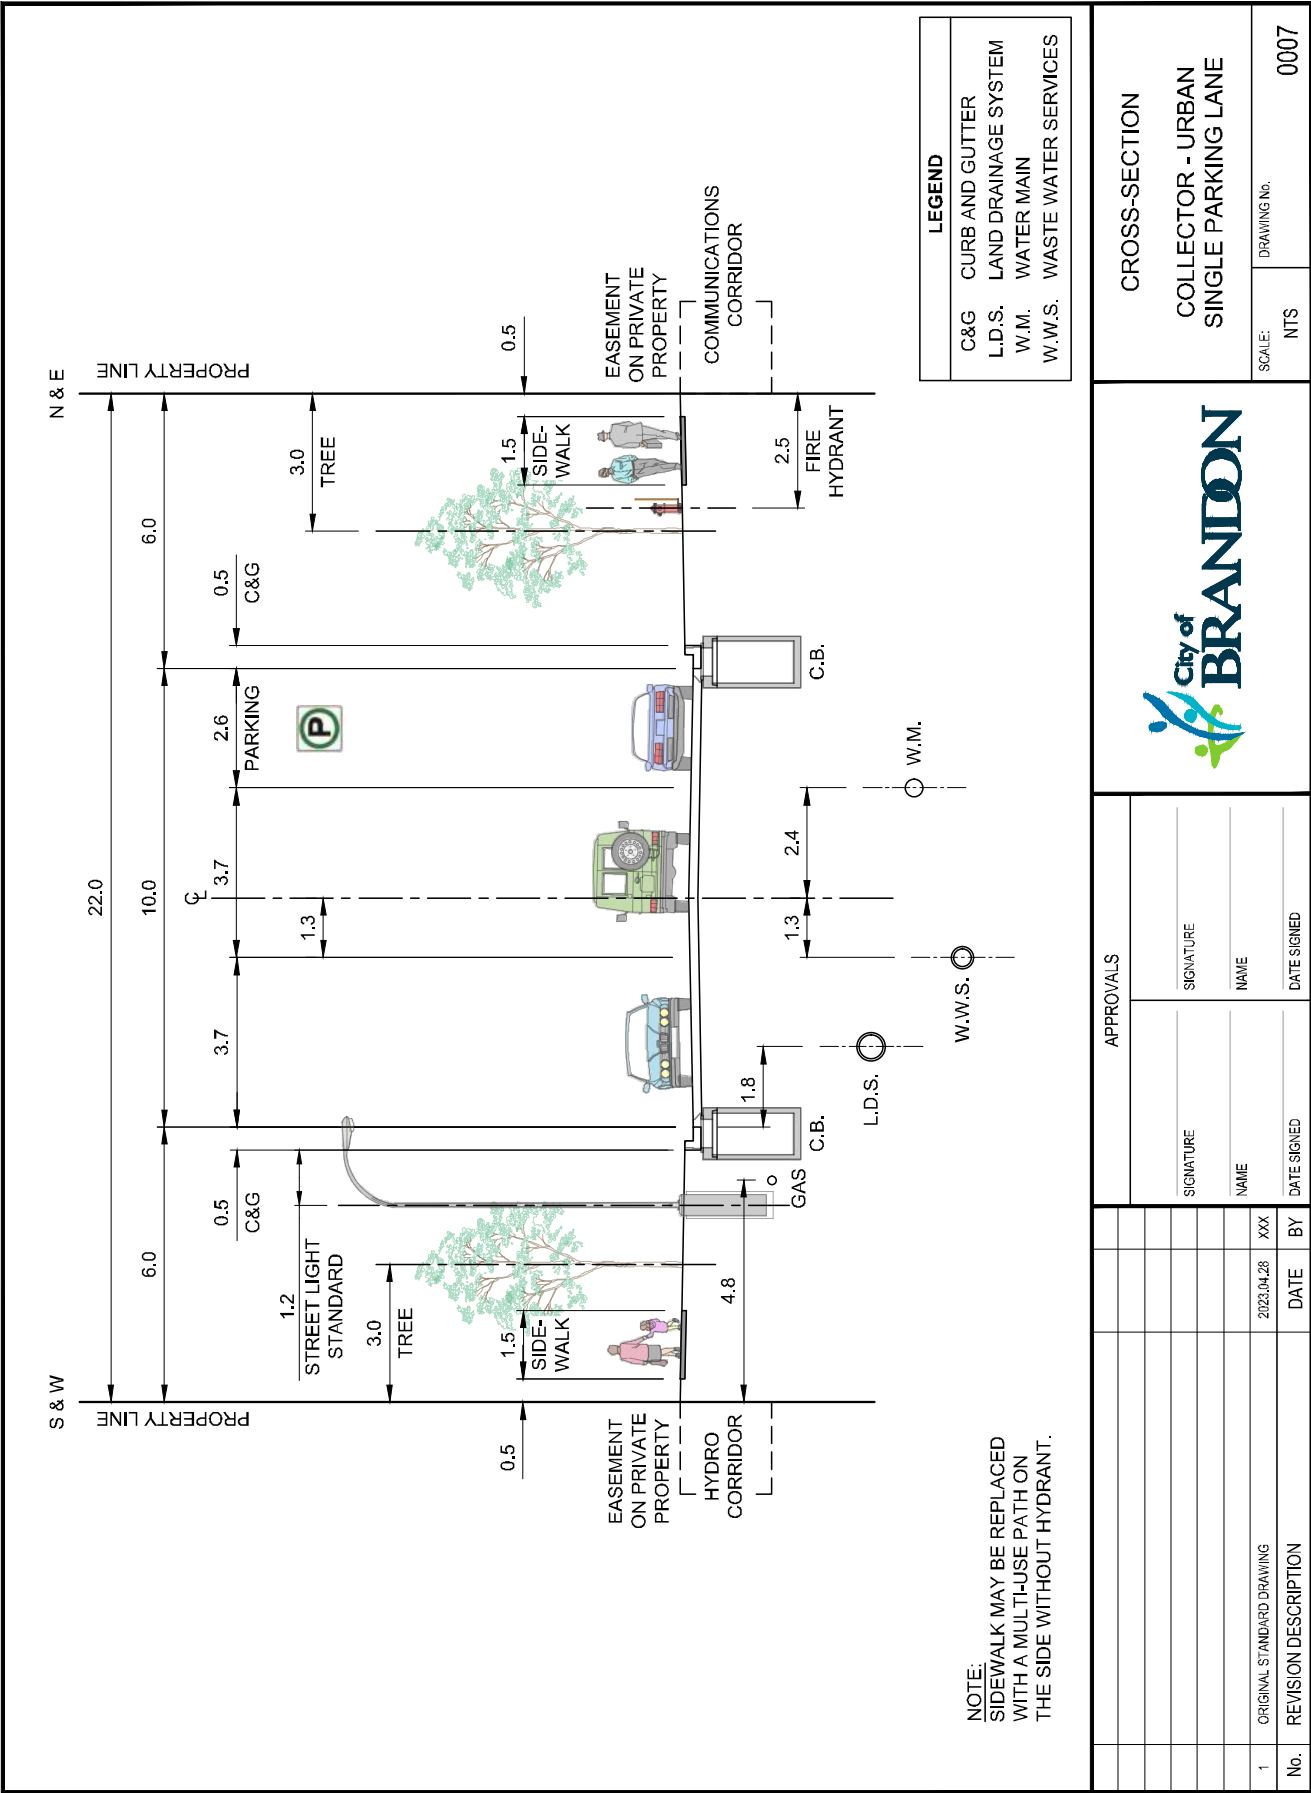 S & W
N & E
PROPERTY LINE
PROPERTY LINE
22.0
6.0
10.0
6.0
0.5
C&G
3.7
3.7
2.6
PARKING
0.5
C&G
C
L
1.2
STREET LIGHT
STANDARD
1.3
P
3.0
TREE
3.0
TREE
0.5
1.5
SIDE-
WALK
1.5
SIDE-
WALK
0.5
EASEMENT
ON PRIVATE
PROPERTY
EASEMENT
ON PRIVATE
PROPERTY
HYDRO
CORRIDOR
COMMUNICATIONS
CORRIDOR
4.8
GAS
C.B.
1.8
1.3
2.4
C.B.
2.5
FIRE
HYDRANT
L.D.S.
W.W.S.
W.M.
NOTE:
SIDEWALK MAY BE REPLACED
WITH A MULTI-USE PATH ON
THE SIDE WITHOUT HYDRANT.
LEGEND
C&G CURB AND GUTTER
L.D.S. LAND DRAINAGE SYSTEM
W.M. WATER MAIN
W.W.S. WASTE WATER SERVICES
1 ORIGINAL STANDARD DRAWING 2023.04.28 XXX
No. REVISION DESCRIPTION DATE BY
APPROVALS
SIGNATURE
SIGNATURE
NAME
NAME
DATE SIGNED
DATE SIGNED
City of
BRANDON
CROSS-SECTION
COLLECTOR - URBAN
SINGLE PARKING LANE
SCALE:
NTS
DRAWING No.
0007